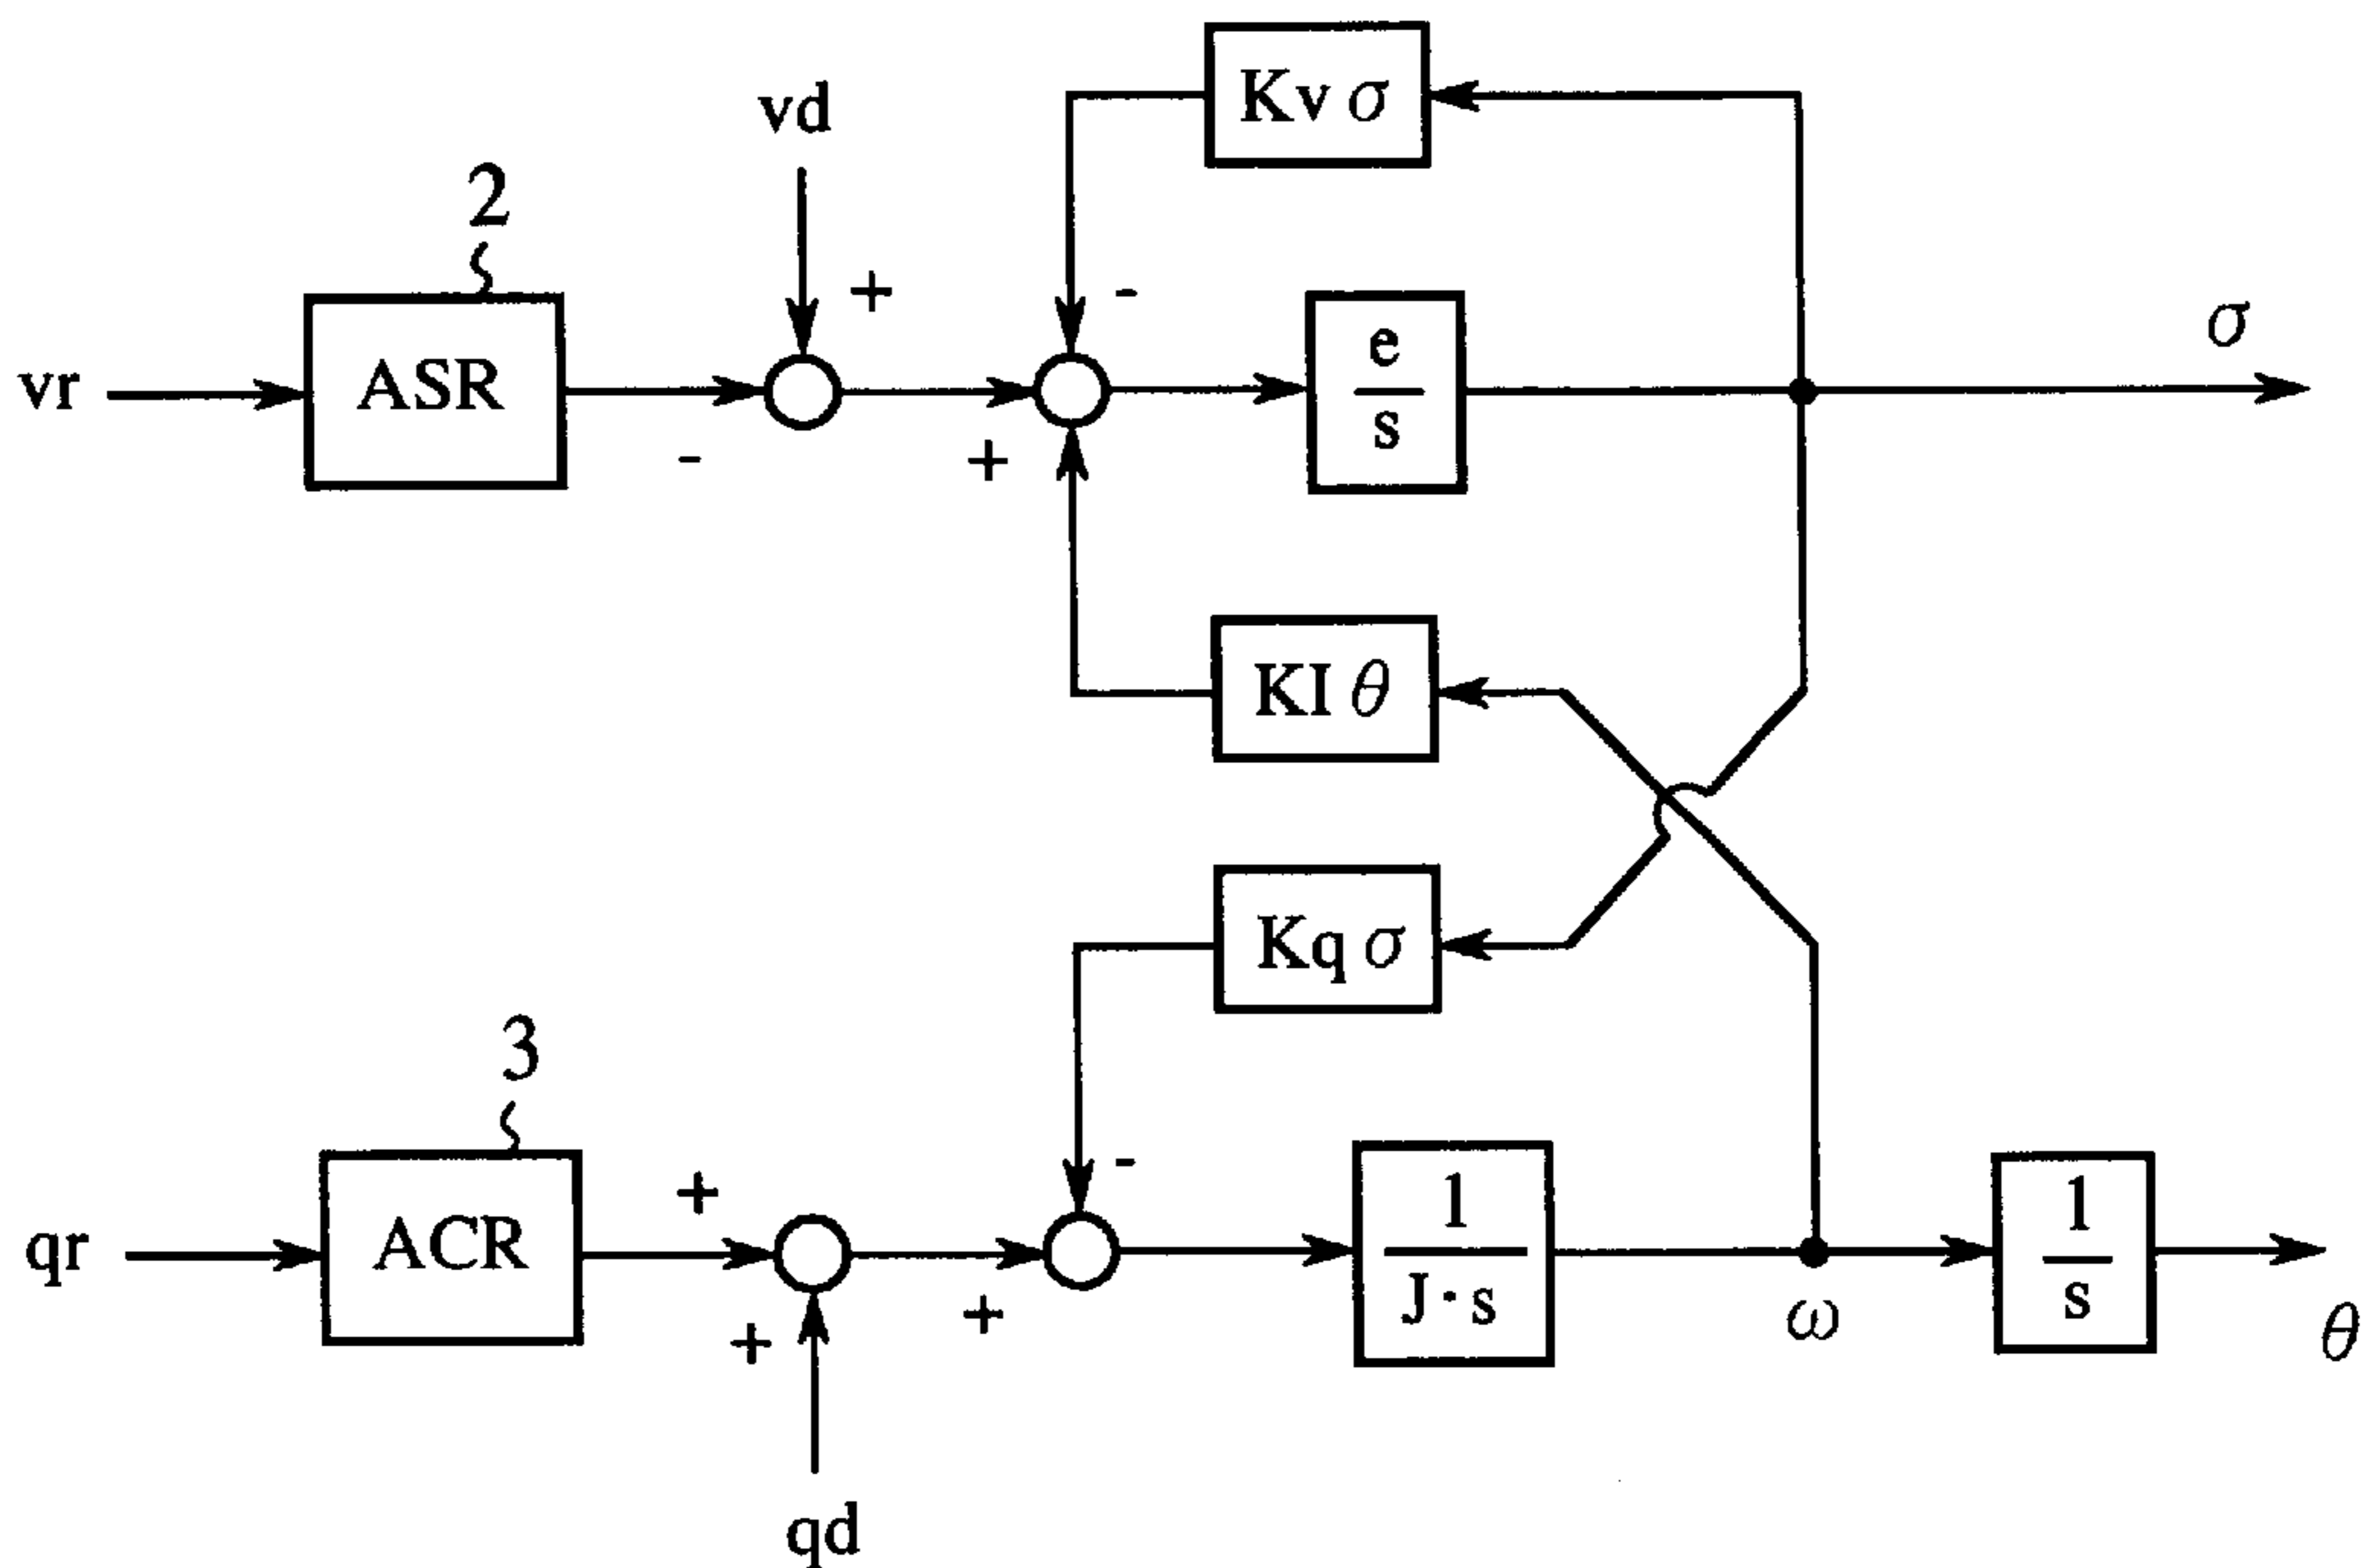 Kv σ
vd
2
+
-
σ
e
s
vr
ASR
-
+
KI θ
Kq σ
3
+
-
1
J·s
1
s
qr
ACR
+
+
ω
θ
qd